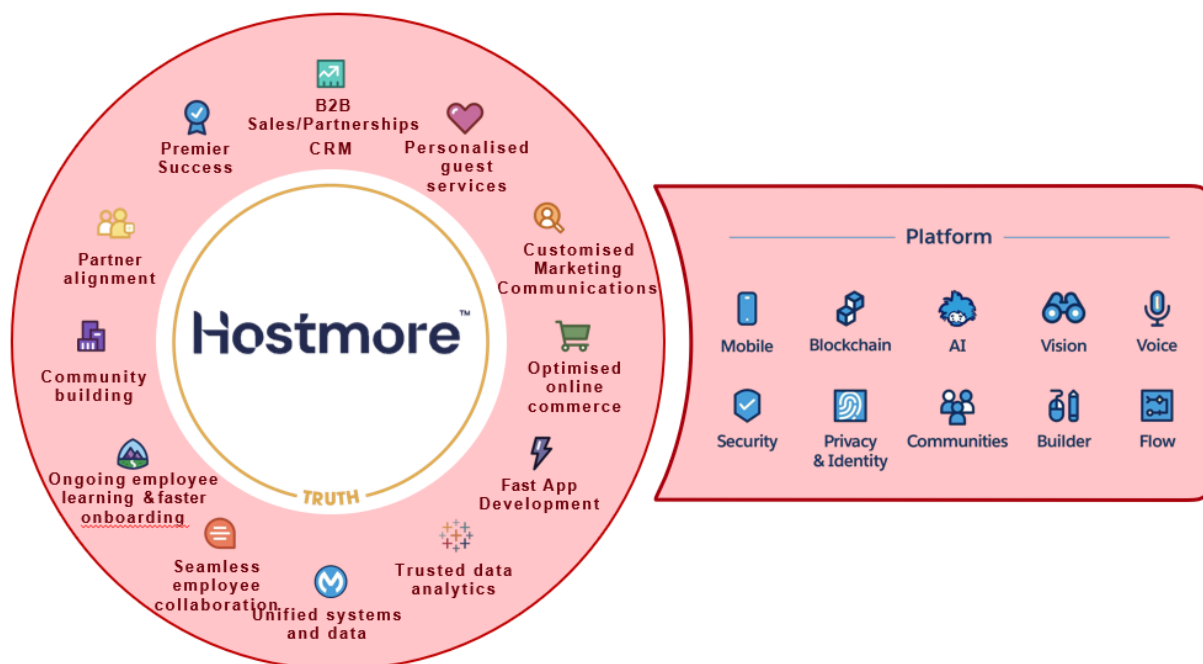 B2B
Sales/Partnerships
CRM
Personalised
guest
services
Customised
Marketing
Communications
Optimised
online
commerce
Fast App
Development
Trusted data
analytics
Unified systems
and data
Seamless
employee
collaboration
Ongoing employee
learning & faster
onboarding
Community
building
Partner
alignment
Premier
Success
Hostmore™
TRUTH
Platform
Mobile
Blockchain
AI
Vision
Voice
Security
Privacy
& Identity
Communities
Builder
Flow